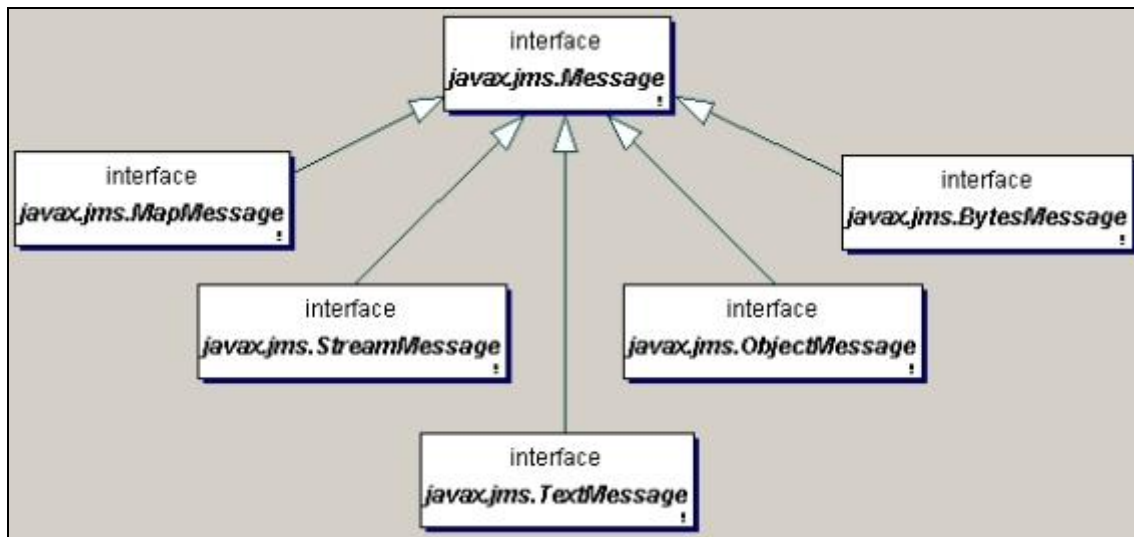 interface
javax.jms.Message
!
interface
javax.jms.MapMessage
!
interface
javax.jms.BytesMessage
!
interface
javax.jms.StreamMessage
!
interface
javax.jms.ObjectMessage
!
interface
javax.jms.TextMessage
!